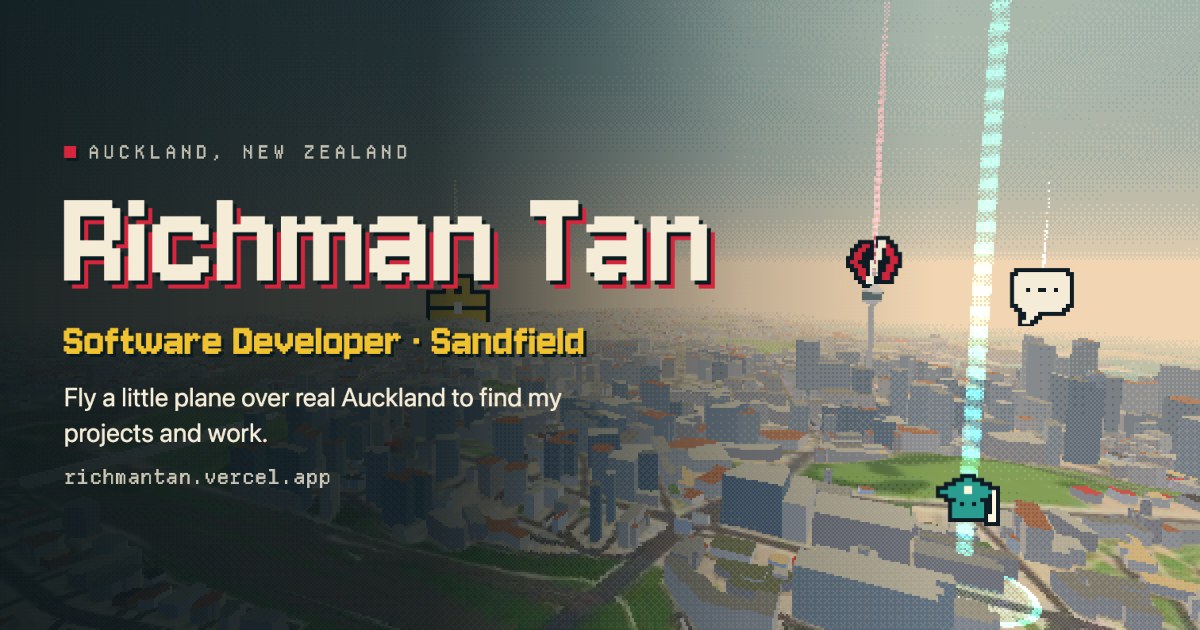 AUCKLAND, NEW ZEALAND
Richman Tan
Software Developer · Sandfield
Fly a little plane over real Auckland to find my
projects and work.
richmantan.vercel.app